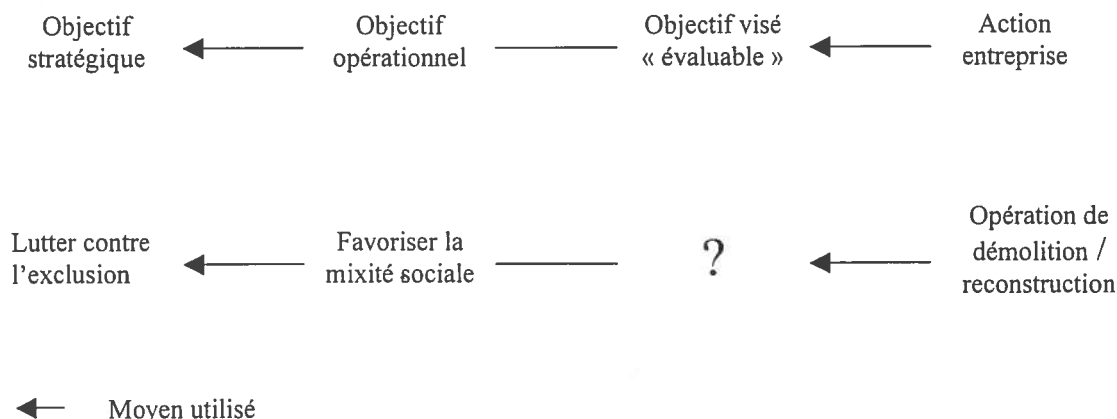 Objectif
stratégique
Objectif
opérationnel
Objectif visé
« évaluable »
Action
entreprise
Lutter contre
l'exclusion
Favoriser la
mixité sociale
?
Opération de
démolition /
reconstruction
Moyen utilisé